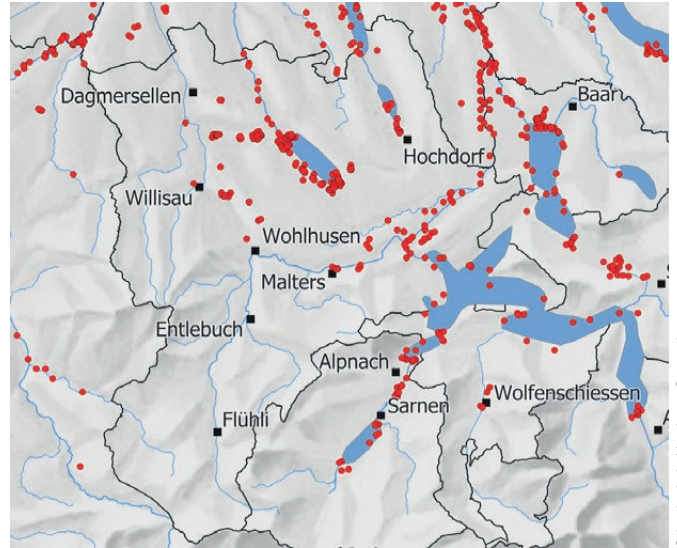 Dagmersellen
Baar
Hochdorf
Willisau
Wohlhusen
Malters
Entlebuch
Alpnach
Wolfenschiessen
Sarnen
Flühli